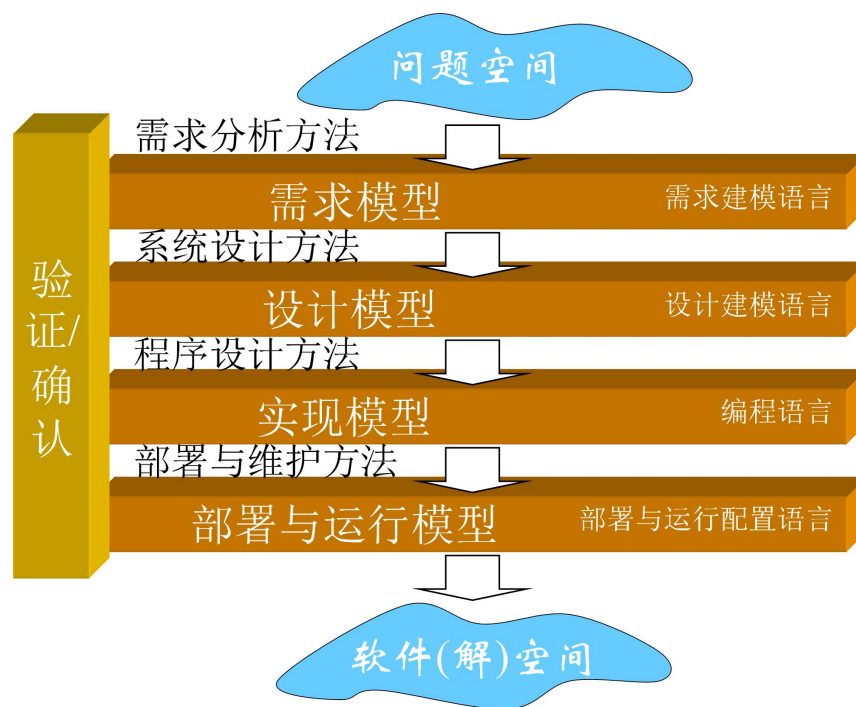 问题空间
需求分析方法
需求模型
需求建模语言
系统设计方法
设计模型
设计建模语言
程序设计方法
实现模型
编程语言
部署与维护方法
部署与运行模型
部署与运行配置语言
验
证/
确
认
软件(解)空间